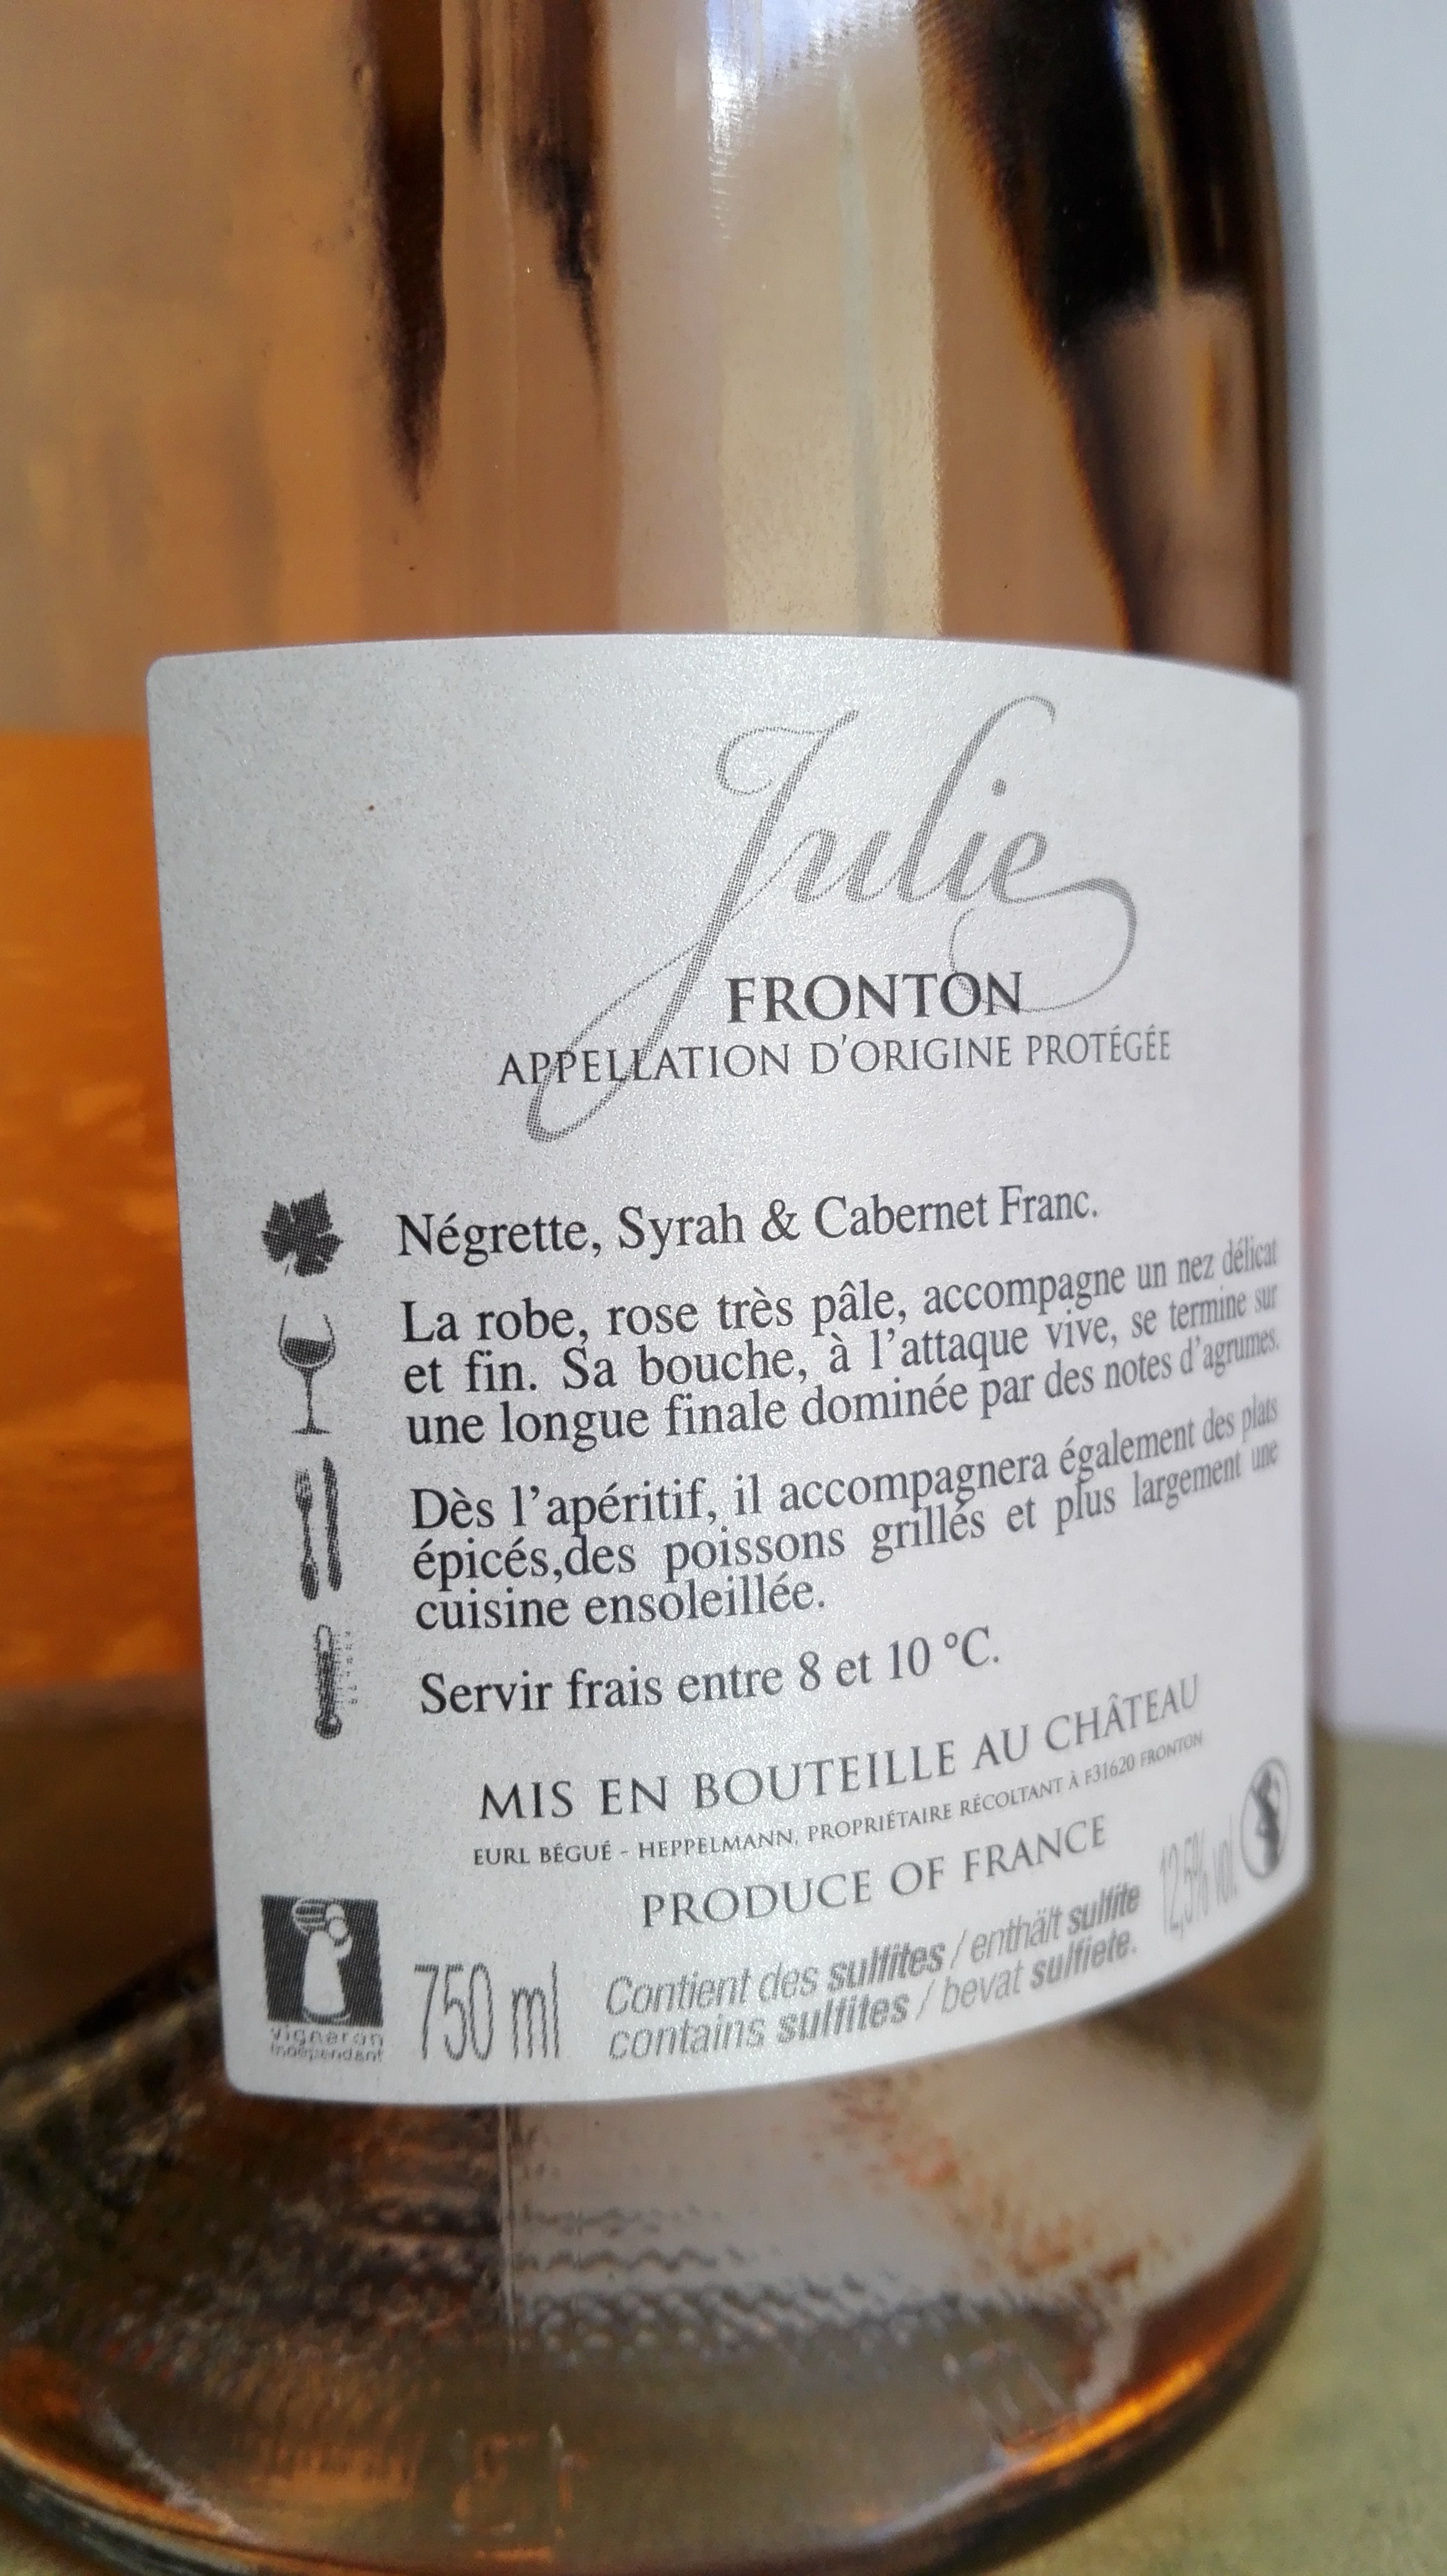 Julie
FRONTON
APPELLATION D'ORIGINE PROTÉGÉE
Négrette, Syrah & Cabernet Franc.
La robe, rose très pâle, accompagne un nez délicat
et fin. Sa bouche, à l'attaque vive, se termine sur
une longue finale dominée par des notes d'agrumes.
Dès l'apéritif, il accompagnera également des plats
épicés,des poissons grillés et plus largement une
cuisine ensoleillée.
Servir frais entre 8 et 10 °C.
MIS EN BOUTEILLE AU CHÂTEAU
EURL BÉGUÉ - HEPPELMANN, PROPRIÉTAIRE RÉCOLTANT À F31620 FRONTON
PRODUCE OF FRANCE
750 ml
Contient des sulfites / enthält sulfite
contains sulfites / bevat sulfiete.
12,5% vol.
vigneron
indépendant